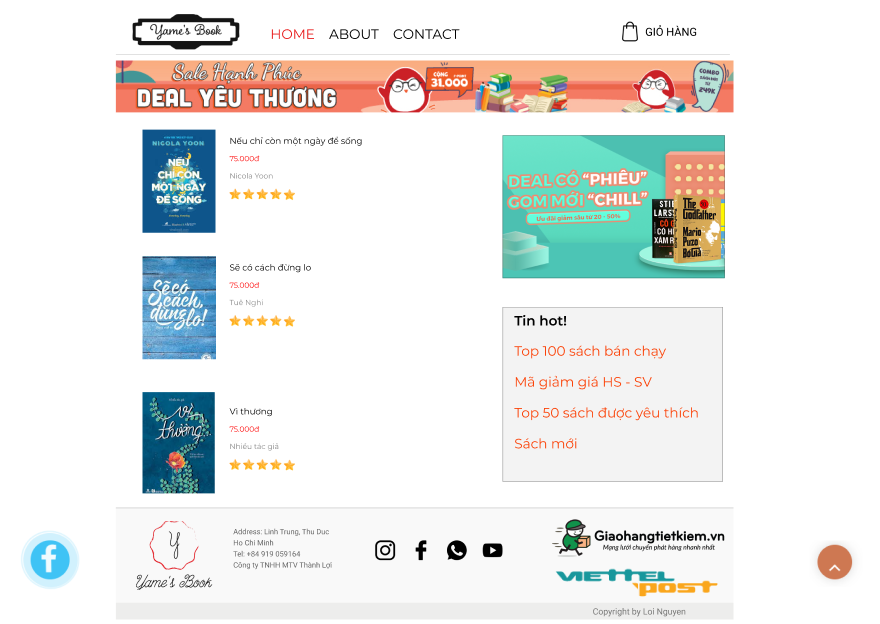 Yame's Book
HOME ABOUT CONTACT
GIỎ HÀNG
Sale Hạnh Phúc
DEAL YÊU THƯƠNG
CỘNG
31.000
COMBO
249K
NICOLA YOON
NẾU
CHỈ CÒN
MỘT NGÀY
ĐỂ SỐNG
Nếu chỉ còn một ngày để sống
75.000đ
Nicola Yoon
DEAL CÓ “PHIÊU”
GOM MỚI “CHILL”
Ưu đãi giảm sâu từ 20 - 50%
The
Godfather
Mario
Puzo
Bố Già
Sẽ có
cách,
đừng
lo!
Sẽ có cách đừng lo
75.000đ
Tuệ Nghi
Tin hot!
Top 100 sách bán chạy
Mã giảm giá HS - SV
Top 50 sách được yêu thích
Sách mới
Vì
thương
Vì thương
75.000đ
Nhiều tác giả
Y
Yame's Book
Address: Linh Trung, Thu Duc
Ho Chi Minh
Tel: +84 919 059164
Công ty TNHH MTV Thành Lợi
Giaohangtietkiem.vn
Mạng lưới chuyển phát hàng nhanh nhất
VIETTEL
post
Copyright by Loi Nguyen